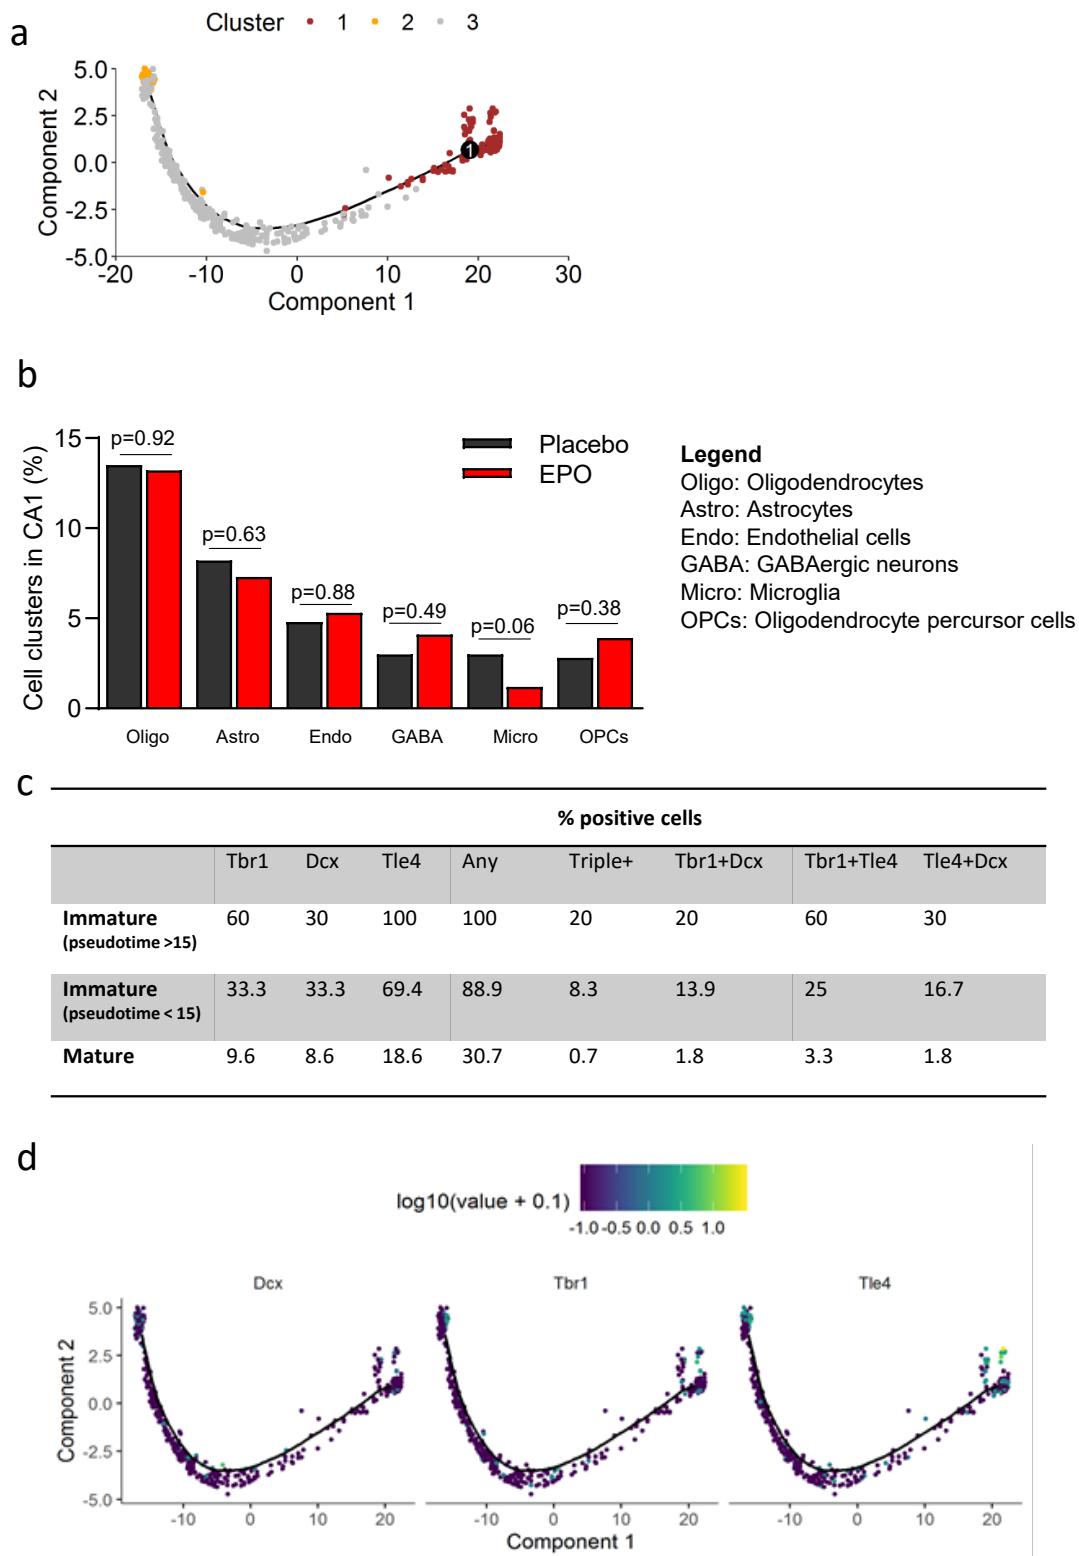 a
Cluster 1 2 3
Component 2
5.0
2.5
0.0
-2.5
-5.0
1
-20 -10 0 10 20 30
Component 1
b
Cell clusters in CA1 (%)
15
10
5
0
p=0.92
p=0.63
p=0.88
p=0.49
p=0.06
p=0.38
Placebo
EPO
Oligo Astro Endo GABA Micro OPCs
Legend
Oligo: Oligodendrocytes
Astro: Astrocytes
Endo: Endothelial cells
GABA: GABAergic neurons
Micro: Microglia
OPCs: Oligodendrocyte percursor cells
c
% positive cells
Tbr1 Dcx Tle4 Any Triple+ Tbr1+Dcx Tbr1+Tle4 Tle4+Dcx
Immature 60 30 100 100 20 20 60 30
(pseudotime >15)
Immature 33.3 33.3 69.4 88.9 8.3 13.9 25 16.7
(pseudotime < 15)
Mature 9.6 8.6 18.6 30.7 0.7 1.8 3.3 1.8
d
log10(value + 0.1)
-1.0 -0.5 0.0 0.5 1.0
Dcx Tbr1 Tle4
Component 2
5.0
2.5
0.0
-2.5
-5.0
-10 0 10 20 -10 0 10 20 -10 0 10 20
Component 1